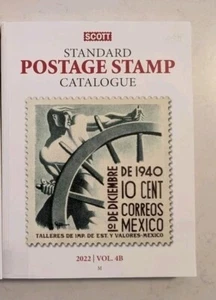 SCOTT
STANDARD
POSTAGE STAMP
CATALOGUE
1º DE DICIEMBRE
DE 1940
10 CENT
CORREOS
MEXICO
TALLERES DE IMP. DE EST. Y VALORES-MEXICO
2022 | VOL. 4B